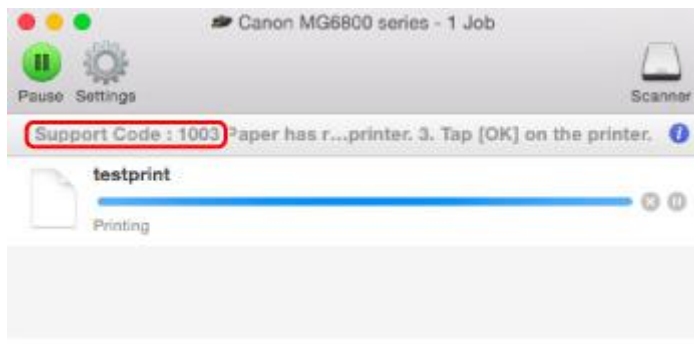 Canon MG6800 series - 1 Job
Pause Settings Scanner
Support Code : 1003 Paper has r...printer. 3. Tap [OK] on the printer.
testprint
Printing